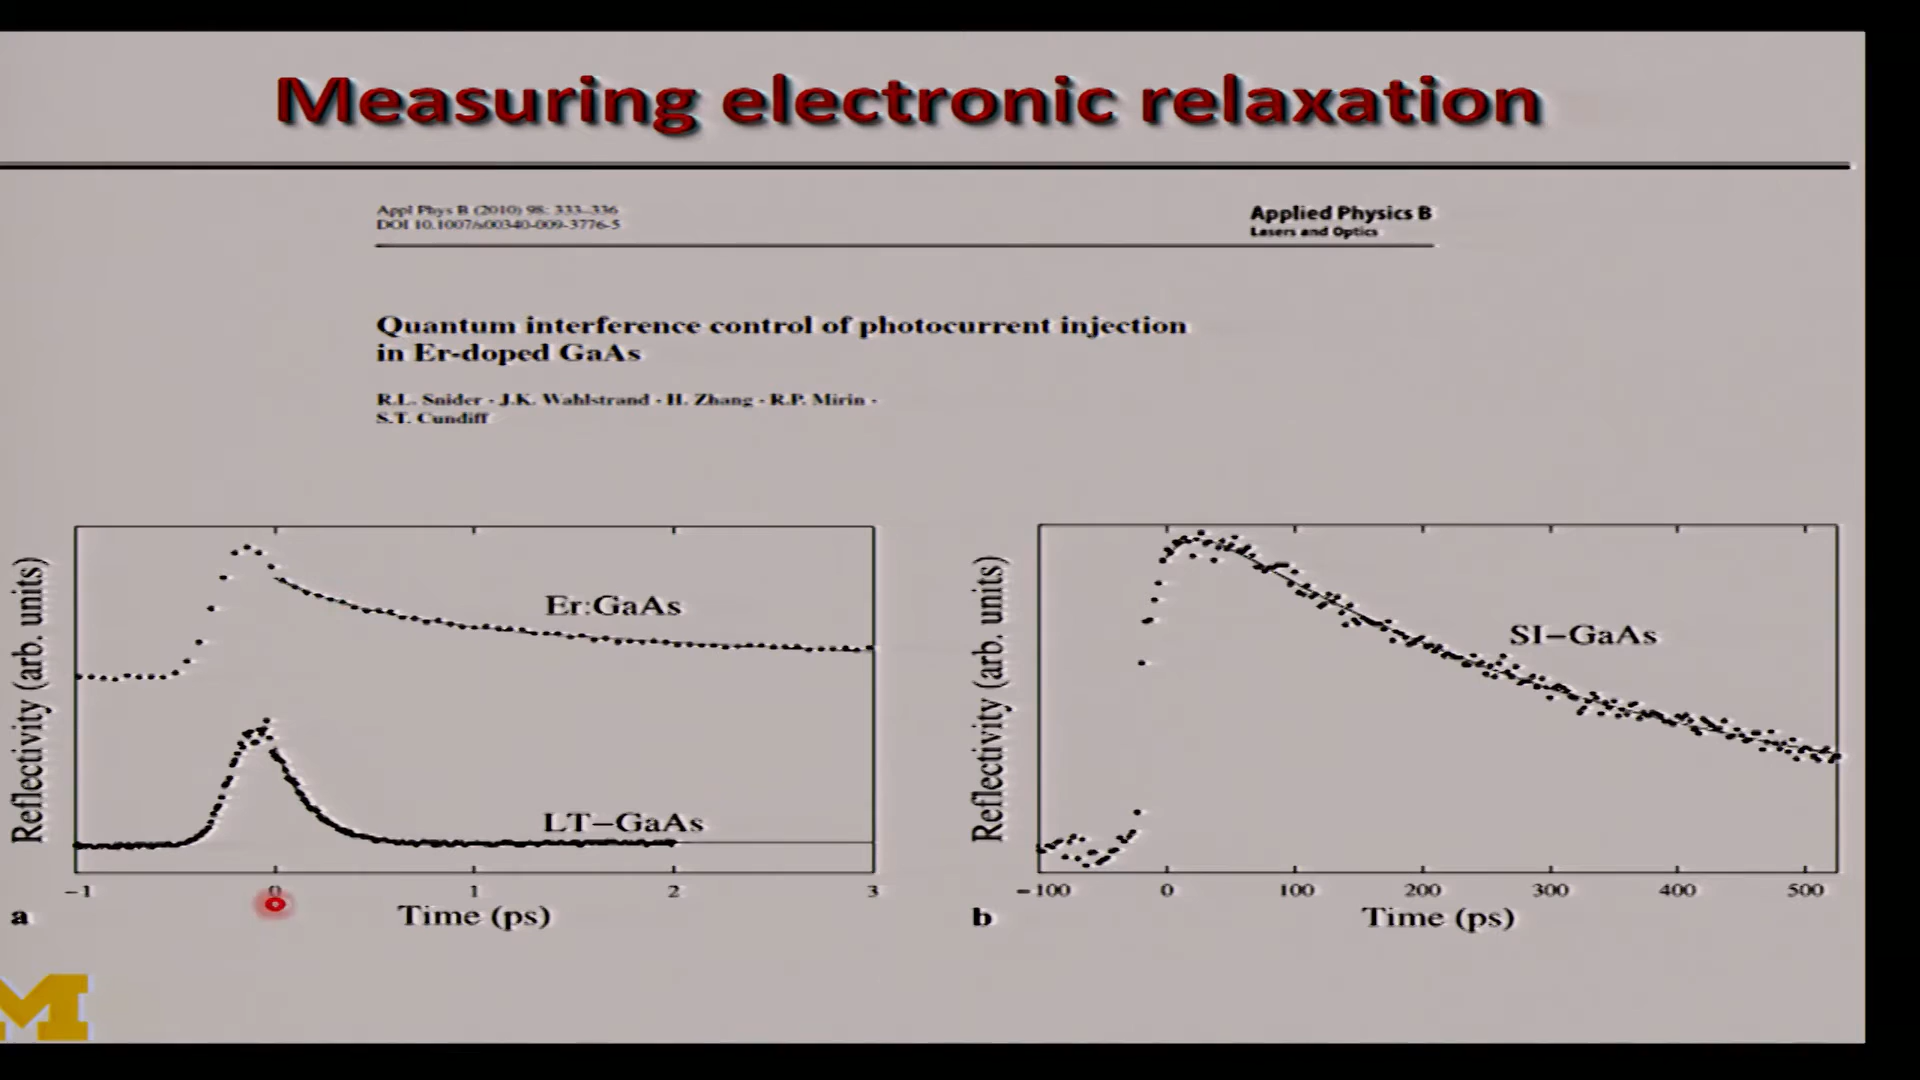 Measuring electronic relaxation
Appl Phys B (2010) 98: 333–336
DOI 10.1007/s00340-009-3776-5
Applied Physics B
Lasers and Optics
Quantum interference control of photocurrent injection
in Er-doped GaAs
R.L. Snider · J.K. Wahlstrand · H. Zhang · R.P. Mirin ·
S.T. Cundiff
Reflectivity (arb. units)
Er:GaAs
LT–GaAs
−1 0 1 2 3
Time (ps)
a
Reflectivity (arb. units)
SI–GaAs
−100 0 100 200 300 400 500
Time (ps)
b
M